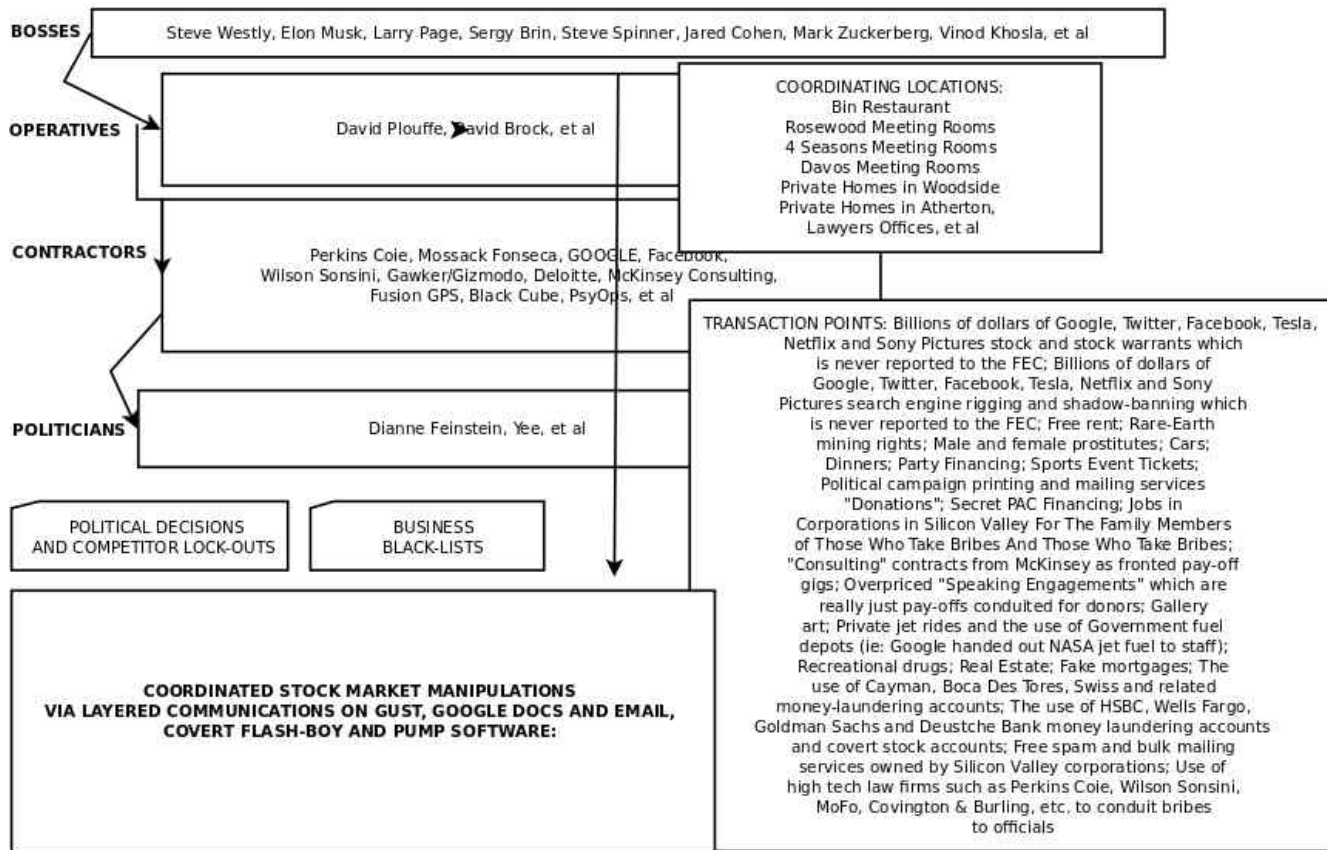 BOSSES
Steve Westly, Elon Musk, Larry Page, Sergy Brin, Steve Spinner, Jared Cohen, Mark Zuckerberg, Vinod Khosla, et al
OPERATIVES
David Plouffe, David Brock, et al
COORDINATING LOCATIONS:
Bin Restaurant
Rosewood Meeting Rooms
4 Seasons Meeting Rooms
Davos Meeting Rooms
Private Homes in Woodside
Private Homes in Atherton,
Lawyers Offices, et al
CONTRACTORS
Perkins Coie, Mossack Fonseca, GOOGLE, Facebook,
Wilson Sonsini, Gawker/Gizmodo, Deloitte, McKinsey Consulting,
Fusion GPS, Black Cube, PsyOps, et al
POLITICIANS
Dianne Feinstein, Yee, et al
TRANSACTION POINTS: Billions of dollars of Google, Twitter, Facebook, Tesla,
Netflix and Sony Pictures stock and stock warrants which
is never reported to the FEC; Billions of dollars of
Google, Twitter, Facebook, Tesla, Netflix and Sony
Pictures search engine rigging and shadow-banning which
is never reported to the FEC; Free rent; Rare-Earth
mining rights; Male and female prostitutes; Cars;
Dinners; Party Financing; Sports Event Tickets;
Political campaign printing and mailing services
"Donations"; Secret PAC Financing; Jobs in
Corporations in Silicon Valley For The Family Members
of Those Who Take Bribes And Those Who Take Bribes;
"Consulting" contracts from McKinsey as fronted pay-off
gigs; Overpriced "Speaking Engagements" which are
really just pay-offs conduited for donors; Gallery
art; Private jet rides and the use of Government fuel
depots (ie: Google handed out NASA jet fuel to staff);
Recreational drugs; Real Estate; Fake mortgages; The
use of Cayman, Boca Des Tores, Swiss and related
money-laundering accounts; The use of HSBC, Wells Fargo,
Goldman Sachs and Deustche Bank money laundering accounts
and covert stock accounts; Free spam and bulk mailing
services owned by Silicon Valley corporations; Use of
high tech law firms such as Perkins Coie, Wilson Sonsini,
MoFo, Covington & Burling, etc. to conduit bribes
to officials
POLITICAL DECISIONS
AND COMPETITOR LOCK-OUTS
BUSINESS
BLACK-LISTS
COORDINATED STOCK MARKET MANIPULATIONS
VIA LAYERED COMMUNICATIONS ON GUST, GOOGLE DOCS AND EMAIL,
COVERT FLASH-BOY AND PUMP SOFTWARE: